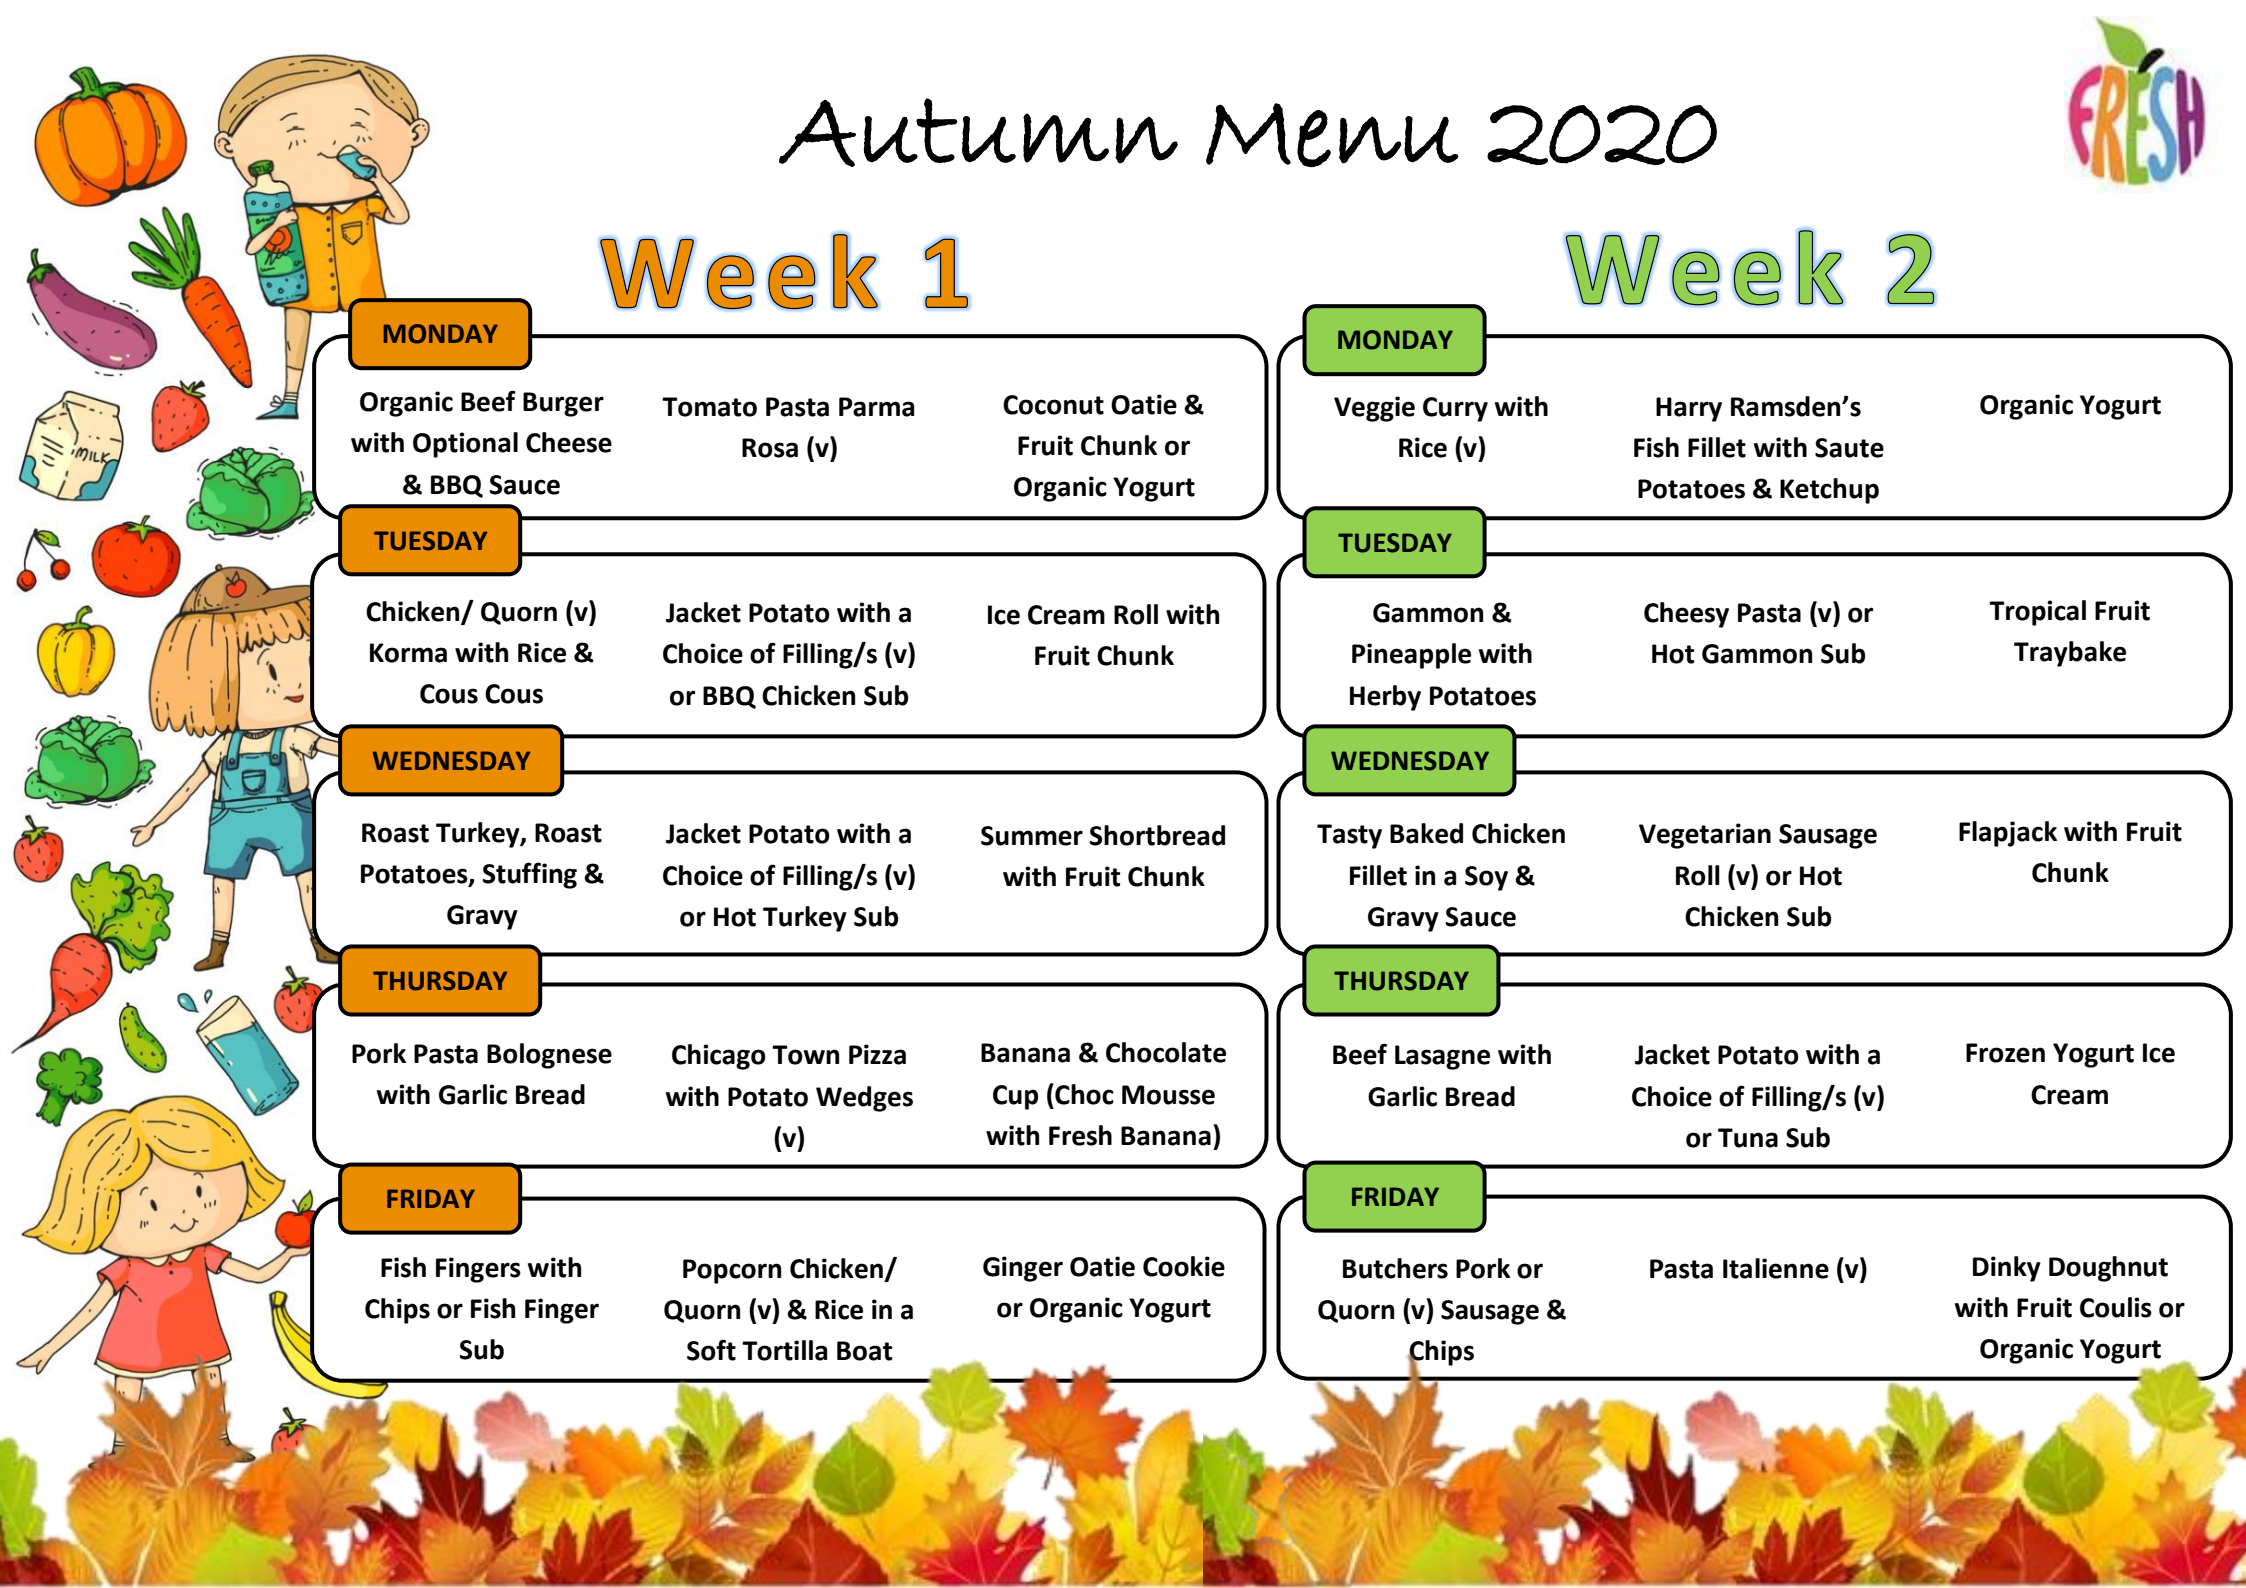 Autumn Menu 2020
FRESH
Week 1
MONDAY
Organic Beef Burger
with Optional Cheese
& BBQ Sauce
Tomato Pasta Parma
Rosa (v)
Coconut Oatie &
Fruit Chunk or
Organic Yogurt
TUESDAY
Chicken/ Quorn (v)
Korma with Rice &
Cous Cous
Jacket Potato with a
Choice of Filling/s (v)
or BBQ Chicken Sub
Ice Cream Roll with
Fruit Chunk
WEDNESDAY
Roast Turkey, Roast
Potatoes, Stuffing &
Gravy
Jacket Potato with a
Choice of Filling/s (v)
or Hot Turkey Sub
Summer Shortbread
with Fruit Chunk
THURSDAY
Pork Pasta Bolognese
with Garlic Bread
Chicago Town Pizza
with Potato Wedges
(v)
Banana & Chocolate
Cup (Choc Mousse
with Fresh Banana)
FRIDAY
Fish Fingers with
Chips or Fish Finger
Sub
Popcorn Chicken/
Quorn (v) & Rice in a
Soft Tortilla Boat
Ginger Oatie Cookie
or Organic Yogurt
Week 2
MONDAY
Veggie Curry with
Rice (v)
Harry Ramsden’s
Fish Fillet with Saute
Potatoes & Ketchup
Organic Yogurt
TUESDAY
Gammon &
Pineapple with
Herby Potatoes
Cheesy Pasta (v) or
Hot Gammon Sub
Tropical Fruit
Traybake
WEDNESDAY
Tasty Baked Chicken
Fillet in a Soy &
Gravy Sauce
Vegetarian Sausage
Roll (v) or Hot
Chicken Sub
Flapjack with Fruit
Chunk
THURSDAY
Beef Lasagne with
Garlic Bread
Jacket Potato with a
Choice of Filling/s (v)
or Tuna Sub
Frozen Yogurt Ice
Cream
FRIDAY
Butchers Pork or
Quorn (v) Sausage &
Chips
Pasta Italienne (v)
Dinky Doughnut
with Fruit Coulis or
Organic Yogurt
MILK